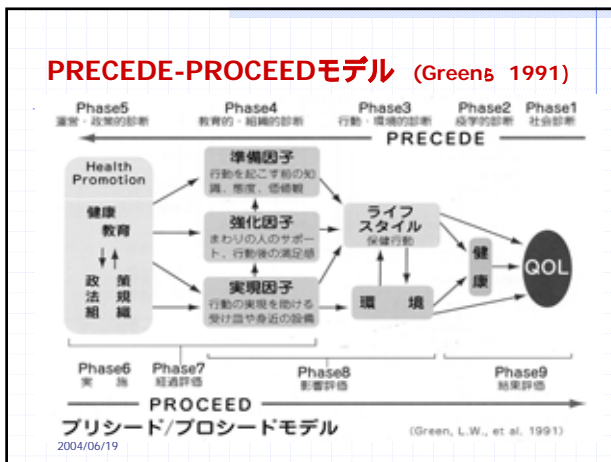 PRECEDE-PROCEEDモデル (Greenら 1991)
Phase5 Phase4 Phase3 Phase2 Phase1
運営・政策的診断 教育的・組織的診断 行動・環境的診断 疫学的診断 社会診断
PRECEDE
Health
Promotion
健康
教育
政 策
法 規
組 織
準備因子
行動を起こす前の知
識、態度、価値観
強化因子
まわりの人のサポー
ト、行動後の満足感
実現因子
行動の実現を助ける
受け皿や身近の設備
ライフ
スタイル
保健行動
環 境
健
康
QOL
Phase6 Phase7 Phase8 Phase9
実 施 経過評価 影響評価 結果評価
PROCEED
プリシード/プロシードモデル
(Green, L.W., et al. 1991)
2004/06/19